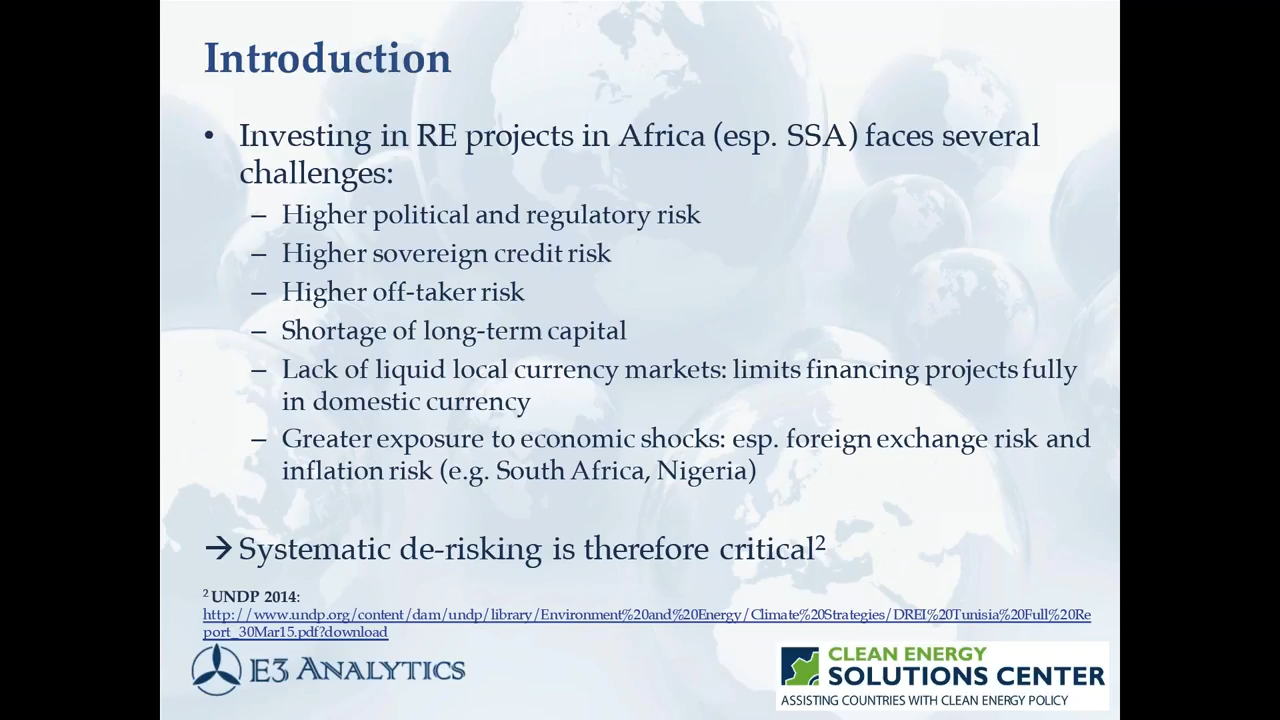 Introduction
• Investing in RE projects in Africa (esp. SSA) faces several
challenges:
– Higher political and regulatory risk
– Higher sovereign credit risk
– Higher off-taker risk
– Shortage of long-term capital
– Lack of liquid local currency markets: limits financing projects fully
in domestic currency
– Greater exposure to economic shocks: esp. foreign exchange risk and
inflation risk (e.g. South Africa, Nigeria)
→ Systematic de-risking is therefore critical²
² UNDP 2014:
http://www.undp.org/content/dam/undp/library/Environment%20and%20Energy/Climate%20Strategies/DREI%20Tunisia%20Full%20Re
port_30Mar15.pdf?download
E3 ANALYTICS
CLEAN ENERGY
SOLUTIONS CENTER
ASSISTING COUNTRIES WITH CLEAN ENERGY POLICY